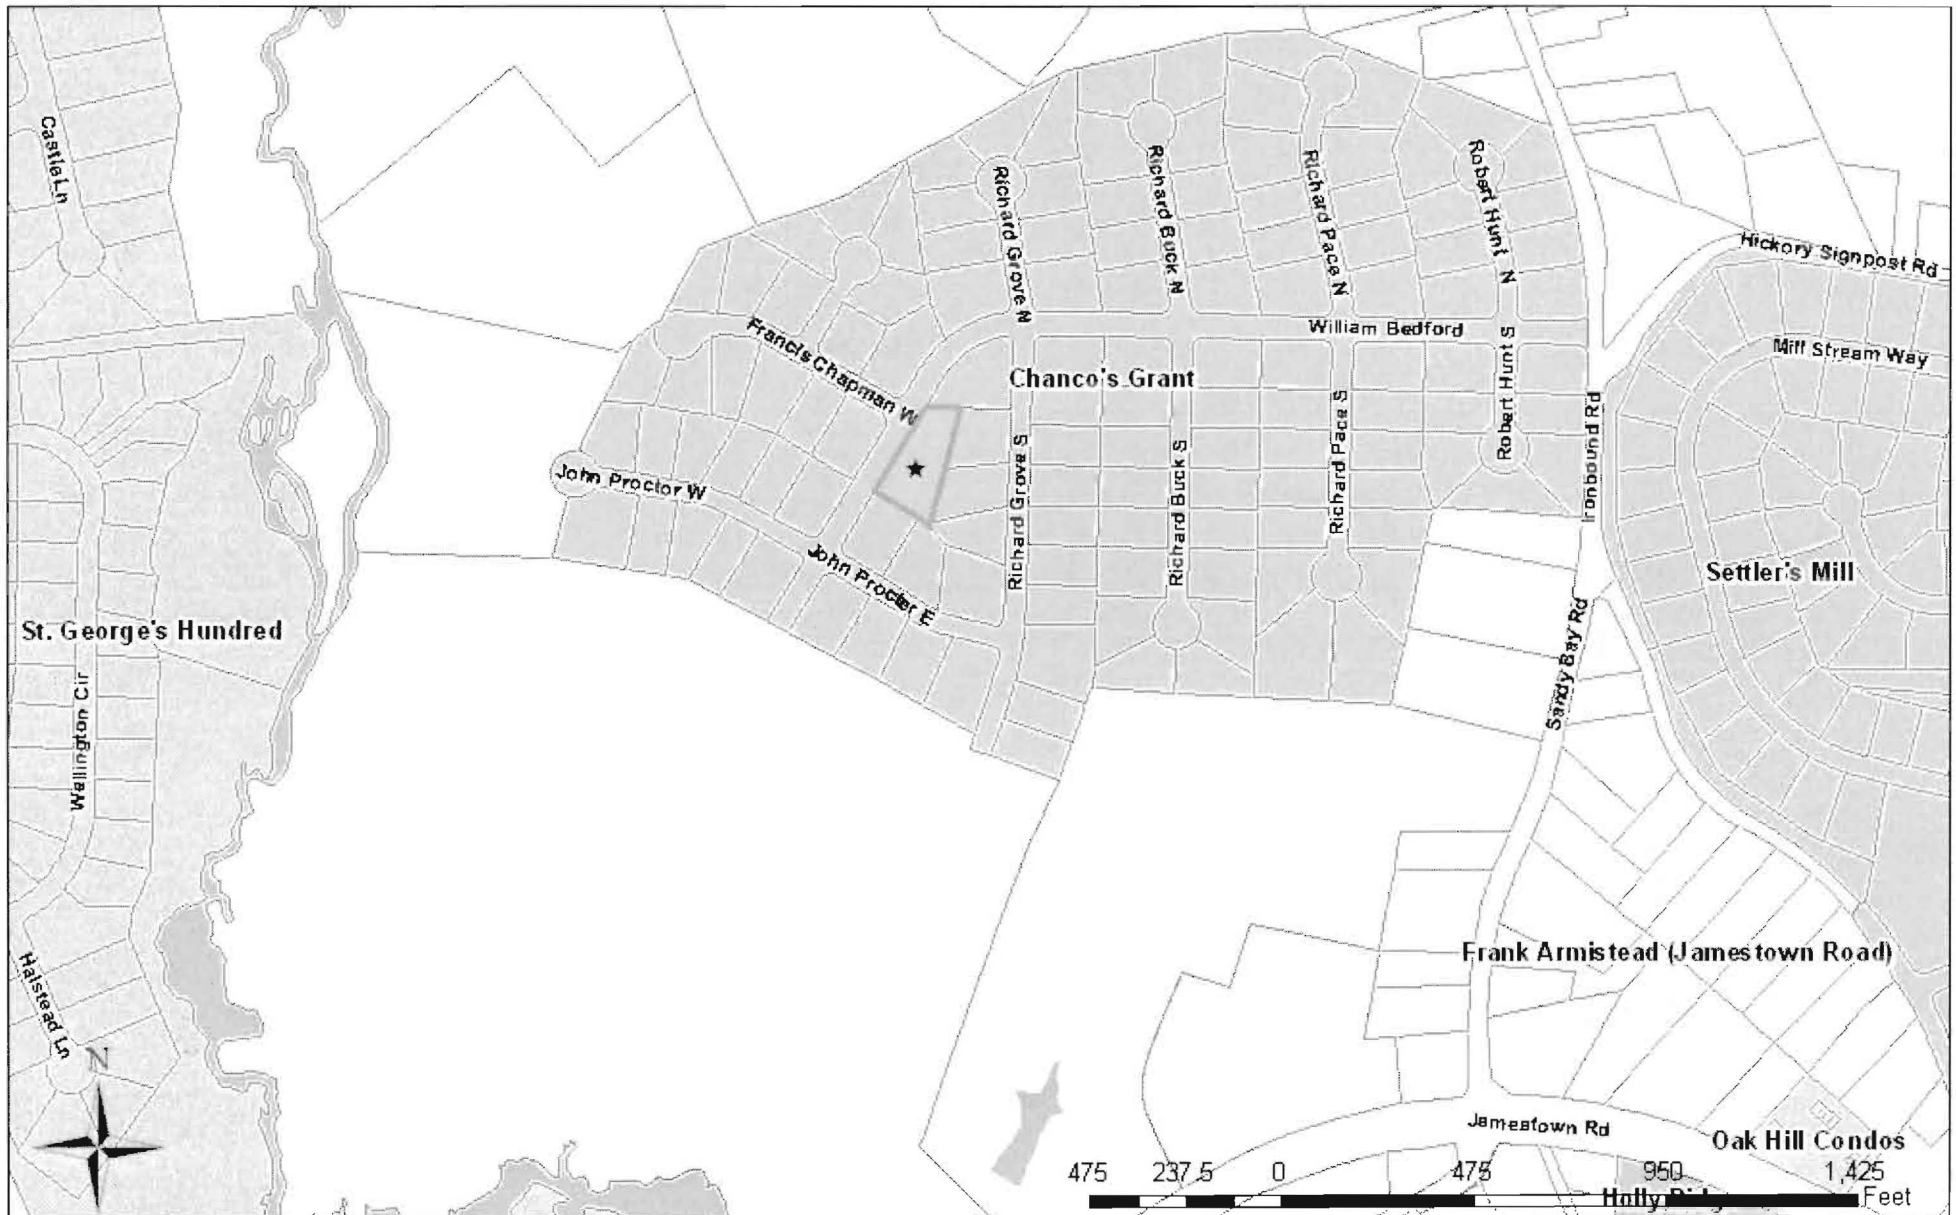 Castle Ln
Richard Grove N
Richard Buck N
Richard Pace N
Robert Hunt N
Hickory Signpost Rd
Francis Chapman W
William Bedford
Robert Hunt S
Mill Stream Way
Chanco's Grant
John Proctor W
Richard Grove S
Richard Buck S
Richard Pace S
Ironbound Rd
John Procter E
Settler's Mill
St. George's Hundred
Sandy Bay Rd
Wellington Cir
Frank Armistead (Jamestown Road)
Halstead Ln
N
Jamestown Rd
Oak Hill Condos
475 237.5 0 475 950 1,425
Feet
Holly